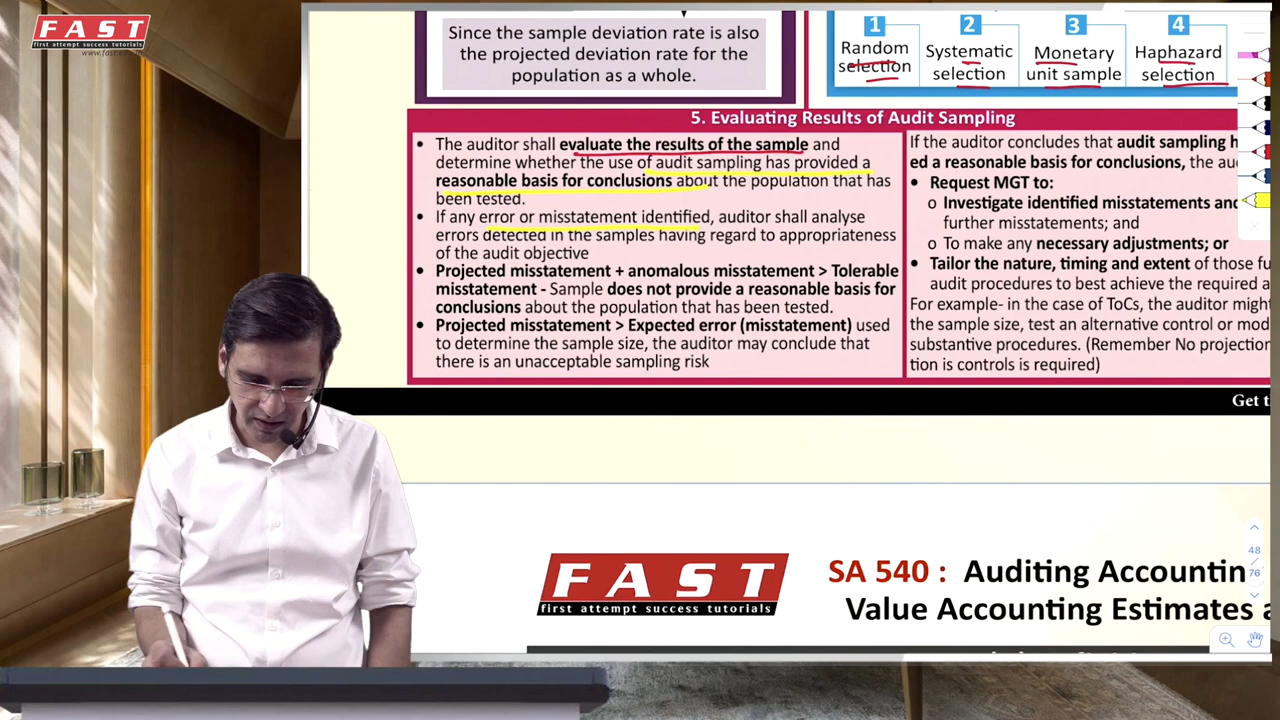 FAST
first attempt success tutorials
Since the sample deviation rate is also
the projected deviation rate for the
population as a whole.
1
Random
selection
2
Systematic
selection
3
Monetary
unit sample
4
Haphazard
selection
5. Evaluating Results of Audit Sampling
• The auditor shall evaluate the results of the sample and
determine whether the use of audit sampling has provided a
reasonable basis for conclusions about the population that has
been tested.
• If any error or misstatement identified, auditor shall analyse
errors detected in the samples having regard to appropriateness
of the audit objective
• Projected misstatement + anomalous misstatement > Tolerable
misstatement - Sample does not provide a reasonable basis for
conclusions about the population that has been tested.
• Projected misstatement > Expected error (misstatement) used
to determine the sample size, the auditor may conclude that
there is an unacceptable sampling risk
If the auditor concludes that audit sampling h
ed a reasonable basis for conclusions, the au
• Request MGT to:
o Investigate identified misstatements and
further misstatements; and
o To make any necessary adjustments; or
• Tailor the nature, timing and extent of those fu
audit procedures to best achieve the required a
For example- in the case of ToCs, the auditor might
the sample size, test an alternative control or mod
substantive procedures. (Remember No projection
tion is controls is required)
Get t
48
/
76
FAST
first attempt success tutorials
SA 540 : Auditing Accountin
Value Accounting Estimates a